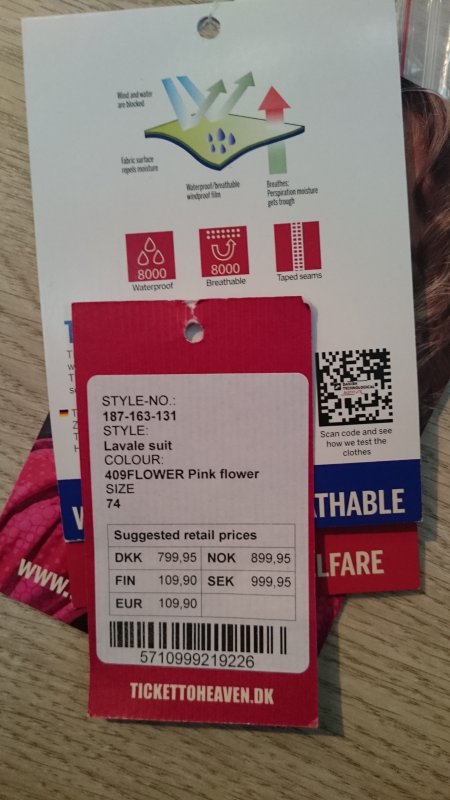 Wind and water
are blocked
Fabric surface
repels moisture
Waterproof/breathable
windproof film
Breathes:
Perspiration moisture
gets trough
8000
Waterproof
8000
Breathable
Taped seams
DANISH
TECHNOLOGICAL
Scan code and see
how we test the
clothes
THABLE
LFARE
www.
STYLE-NO.:
187-163-131
STYLE:
Lavale suit
COLOUR:
409FLOWER Pink flower
SIZE
74
Suggested retail prices
DKK 799,95 NOK 899,95
FIN 109,90 SEK 999,95
EUR 109,90
5710999219226
TICKETTOHEAVEN.DK